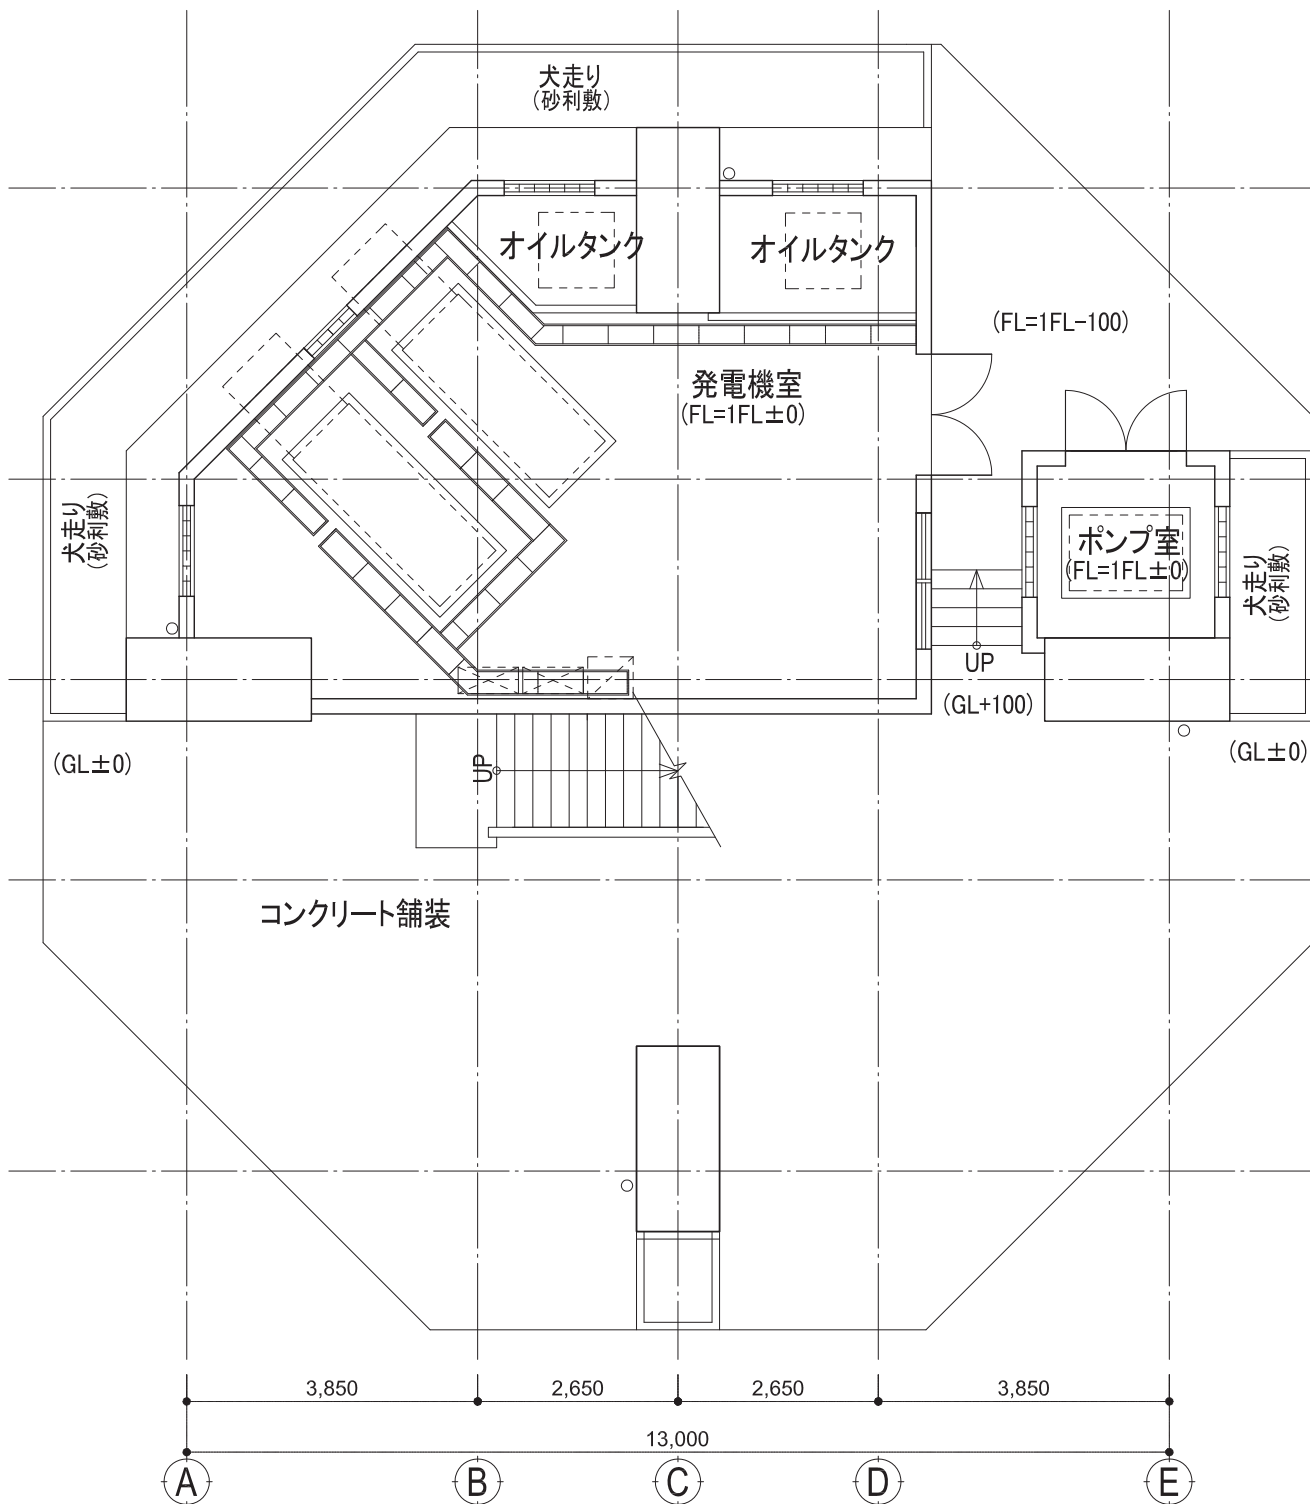 犬走り
(砂利敷)
オイルタンク
オイルタンク
(FL=1FL-100)
発電機室
(FL=1FL±0)
犬走り
(砂利敷)
ポンプ室
(FL=1FL±0)
犬走り
(砂利敷)
UP
(GL+100)
(GL±0)
UP
(GL±0)
コンクリート舗装
3,850
2,650
2,650
3,850
13,000
A
B
C
D
E